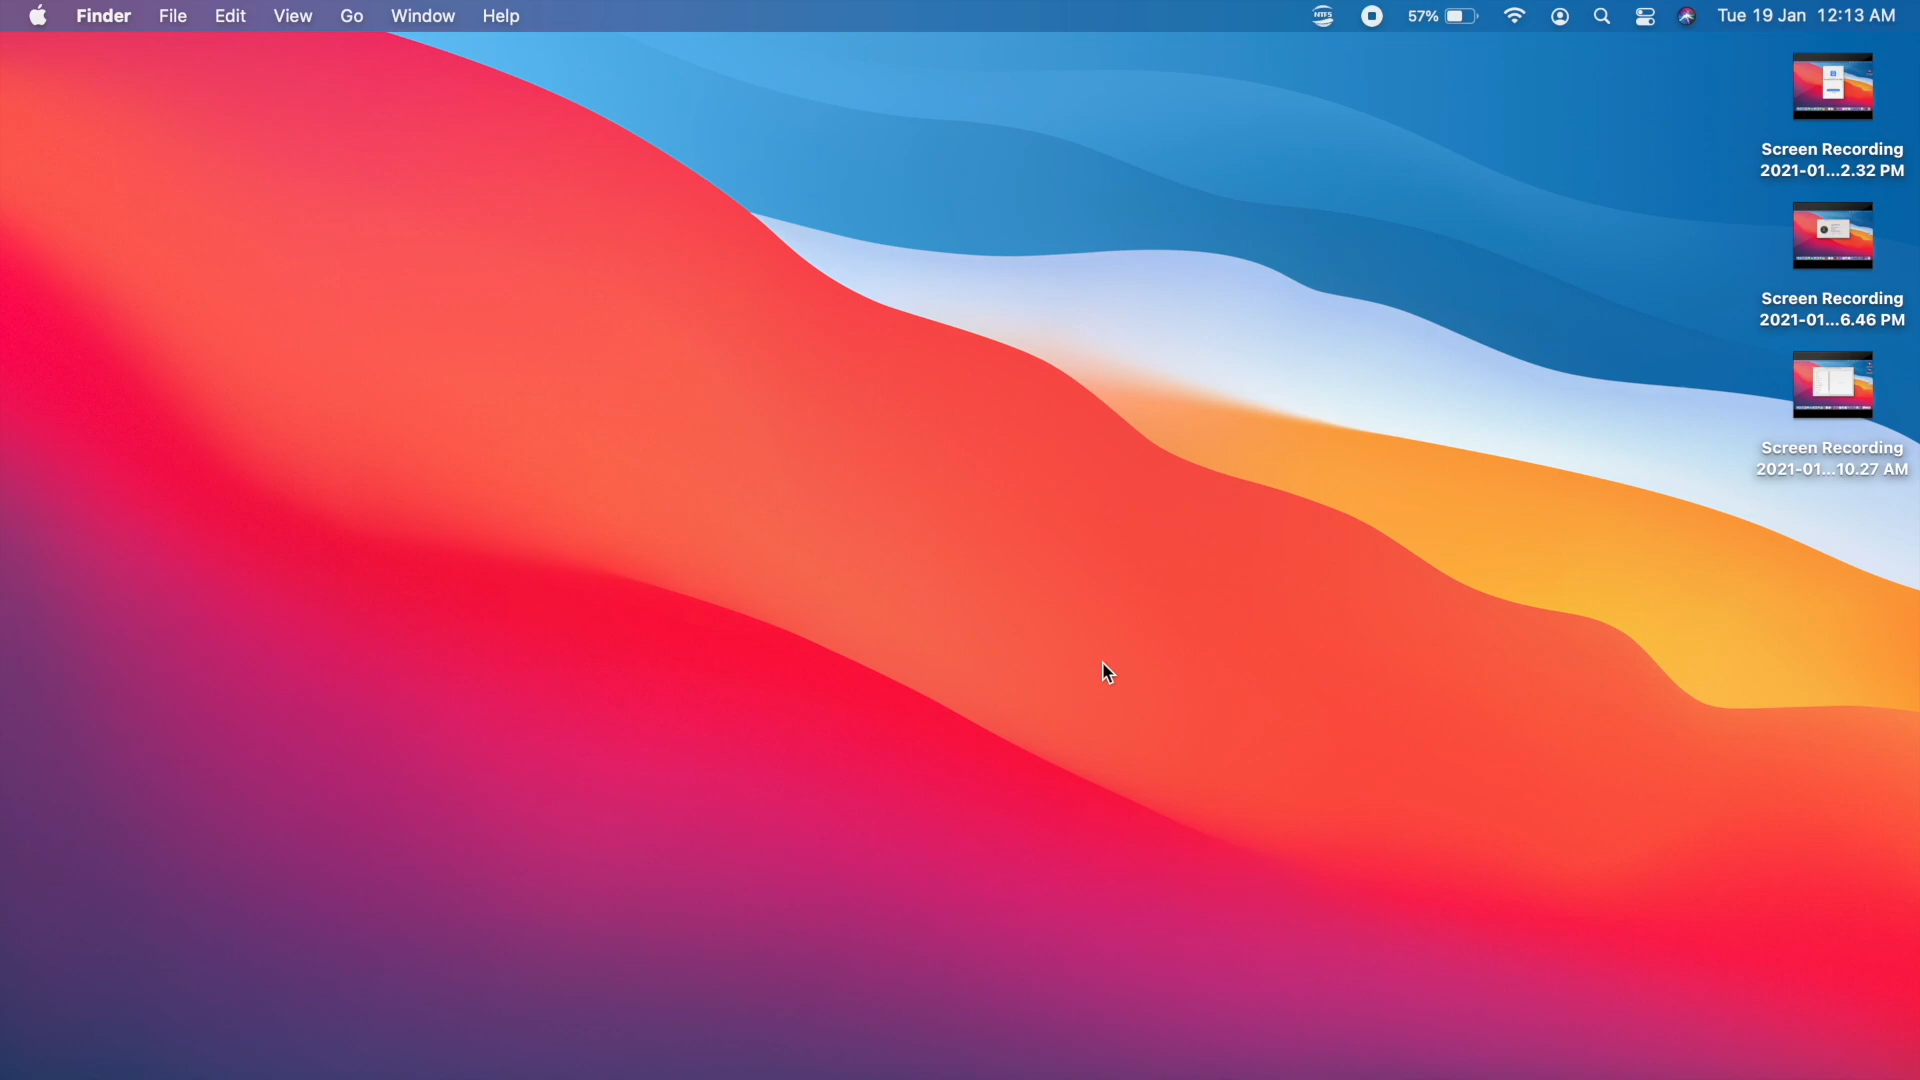 Finder File Edit View Go Window Help NTFS 57% Tue 19 Jan 12:13 AM
Screen Recording
2021-01...2.32 PM
Screen Recording
2021-01...6.46 PM
Screen Recording
2021-01...10.27 AM